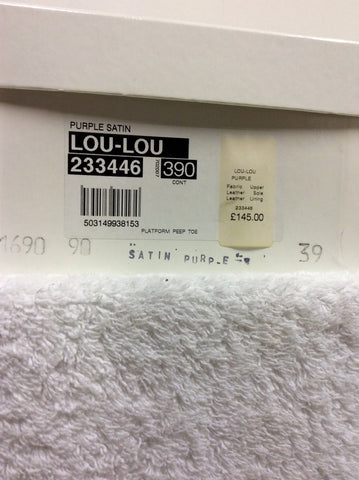 PURPLE SATIN
LOU-LOU
233446
390
CONT
503149938153
PLATFORM PEEP TOE
LOU-LOU
PURPLE
Fabric Upper
Leather Sole
Leather Lining
233446
£145.00
1690 90 SATIN PURPLE 39